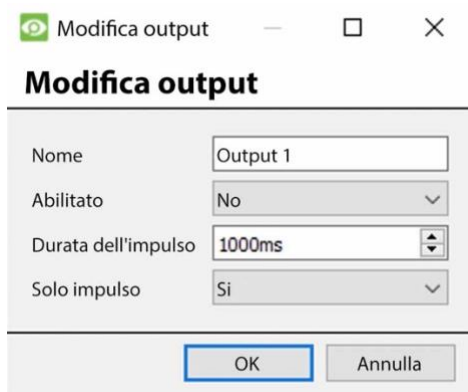 Modifica output
Modifica output
Nome Output 1
Abilitato No
Durata dell'impulso 1000ms
Solo impulso Si
OK Annulla